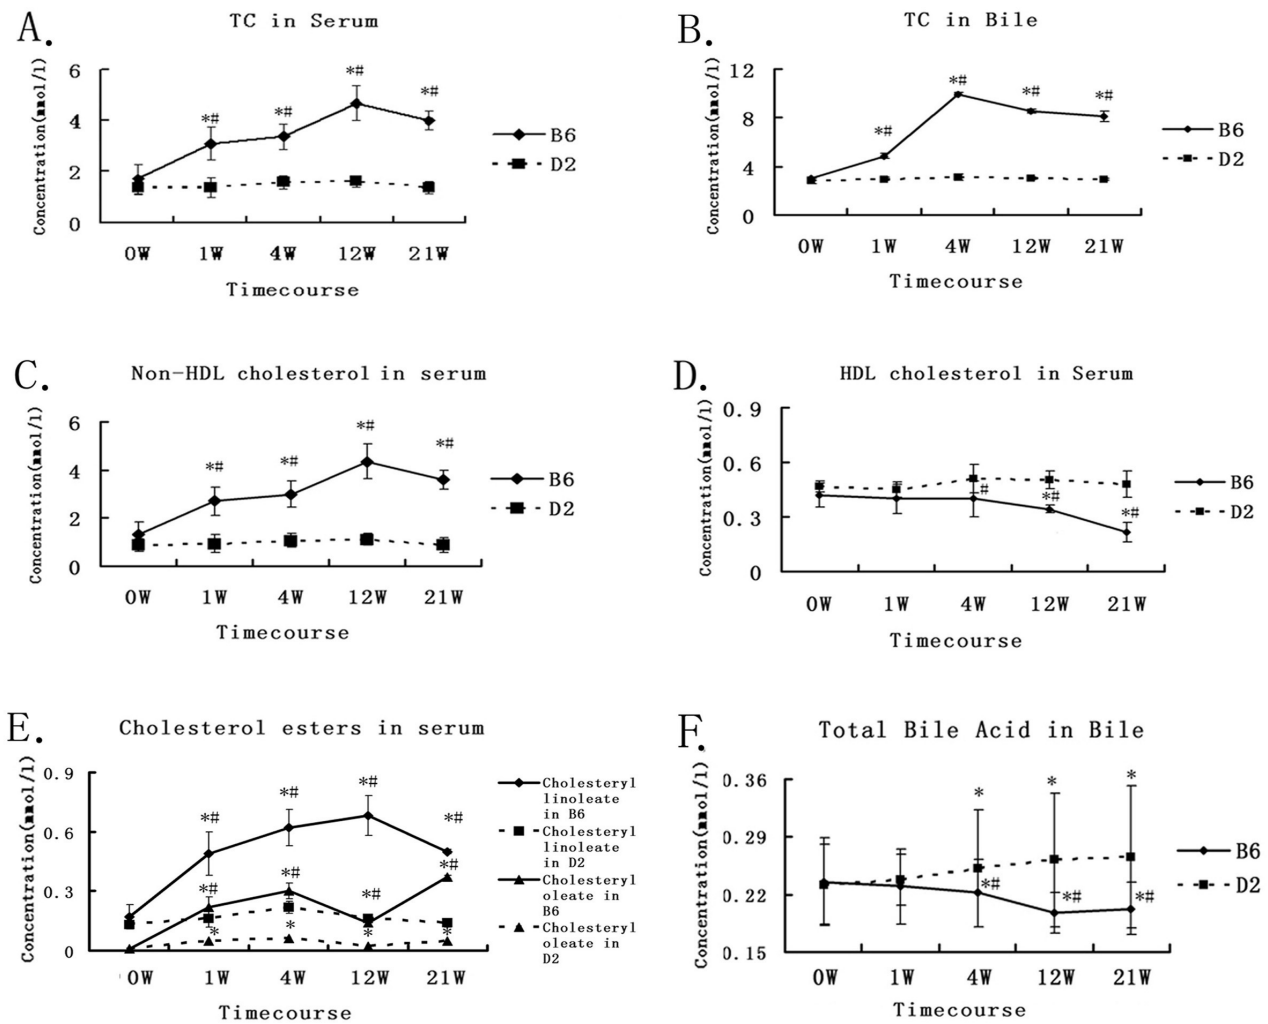 A.
TC in Serum
Concentration(mmol/l)
6
4
2
0
*# *# *# *#
0W 1W 4W 12W 21W
Timecourse
B6
D2
B.
TC in Bile
Concentration(mmol/l)
12
8
4
0
*# *# *# *#
0W 1W 4W 12W 21W
Timecourse
B6
D2
C.
Non-HDL cholesterol in serum
Concentration(mmol/l)
6
4
2
0
*# *# *# *#
0W 1W 4W 12W 21W
Timecourse
B6
D2
D.
HDL cholesterol in Serum
Concentration(mmol/l)
0.9
0.6
0.3
0
# *# *#
0W 1W 4W 12W 21W
Timecourse
B6
D2
E.
Cholesterol esters in serum
Concentration(mmol/l)
0.9
0.6
0.3
0
*# *# *# *#
*# *# *# *#
* * * *
0W 1W 4W 12W 21W
Timecourse
Cholesteryl
linoleate
in B6
Cholesteryl
linoleate
in D2
Cholesteryl
oleate in
B6
Cholesteryl
oleate in
D2
F.
Total Bile Acid in Bile
Concentration(mmol/l)
0.36
0.29
0.22
0.15
* * *
*# *# *#
0W 1W 4W 12W 21W
Timecourse
B6
D2